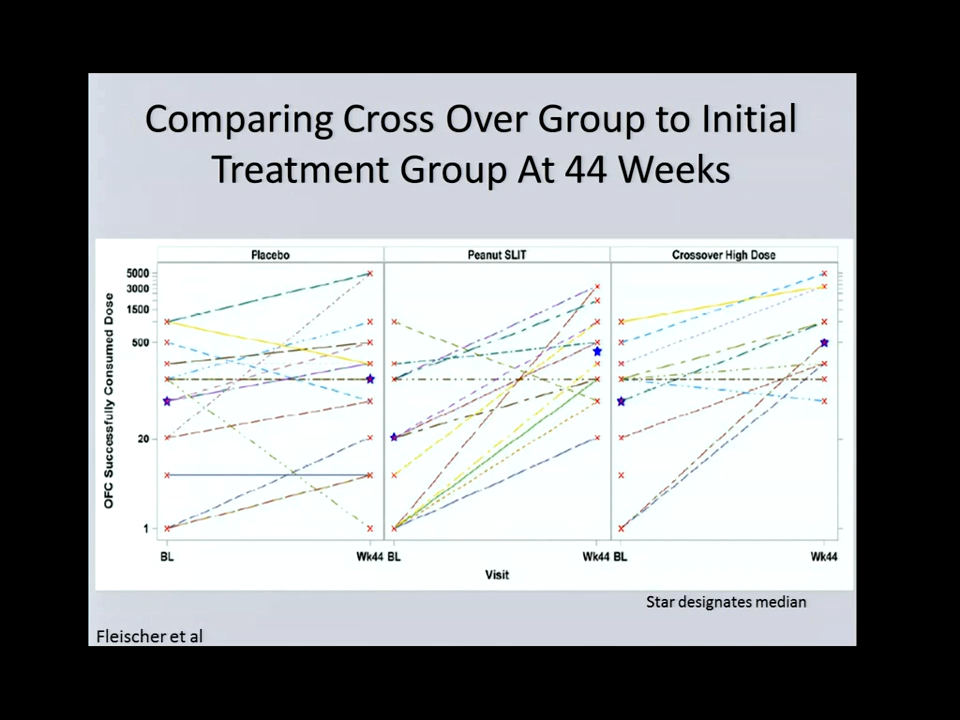 Comparing Cross Over Group to Initial
Treatment Group At 44 Weeks
Placebo
Peanut SLIT
Crossover High Dose
OFC Successfully Consumed Dose
5000
3000
1500
500
20
1
BL
Wk44
BL
Wk44
BL
Wk44
Visit
Star designates median
Fleischer et al